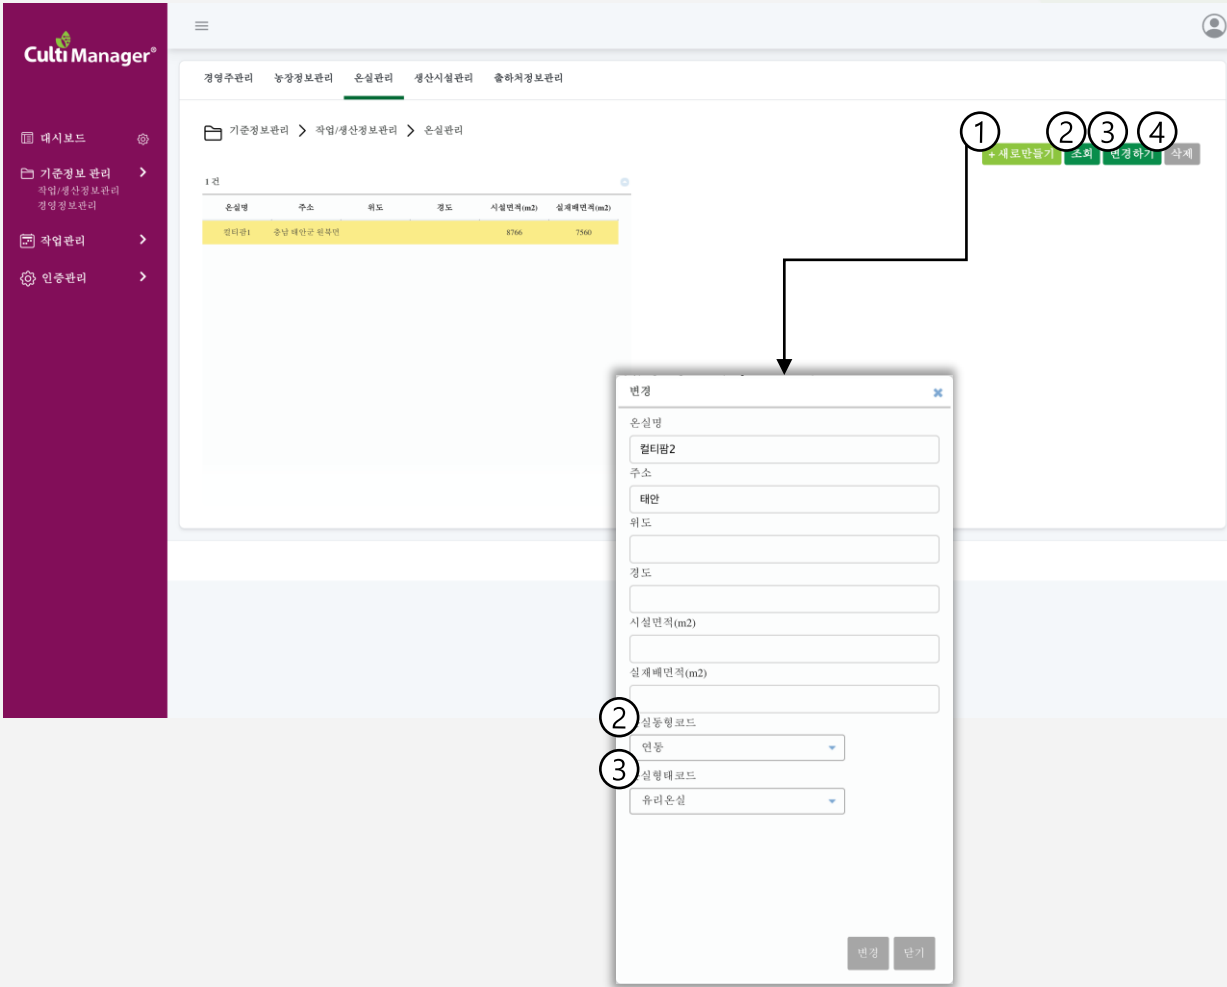 CultiManager®
대시보드
기준정보 관리
작업/생산정보관리
경영정보관리
작업관리
인증관리
경영주관리 농장정보관리 온실관리 생산시설관리 출하처정보관리
기준정보관리 > 작업/생산정보관리 > 온실관리
① ② ③ ④
+새로만들기 조회 변경하기 삭제
1 건
온실명 주소 위도 경도 시설면적(m2) 실재배면적(m2)
컬티팜1 충남 태안군 원북면 8766 7560
변경
온실명
컬티팜2
주소
태안
위도
경도
시설면적(m2)
실재배면적(m2)
② 실동형코드
연동
③ 실형태코드
유리온실
변경 닫기